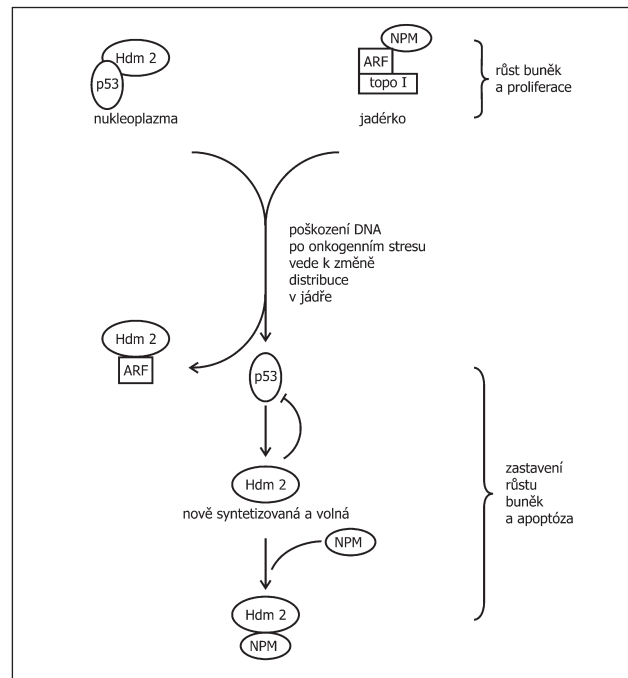 Hdm 2
p53
nukleoplazma
NPM
ARF
topo I
jadérko
růst buněk
a proliferace
poškození DNA
po onkogenním stresu
vede k změně
distribuce
v jádře
Hdm 2
ARF
p53
Hdm 2
nově syntetizovaná a volná
NPM
Hdm 2
NPM
zastavení
růstu
buněk
a apoptóza